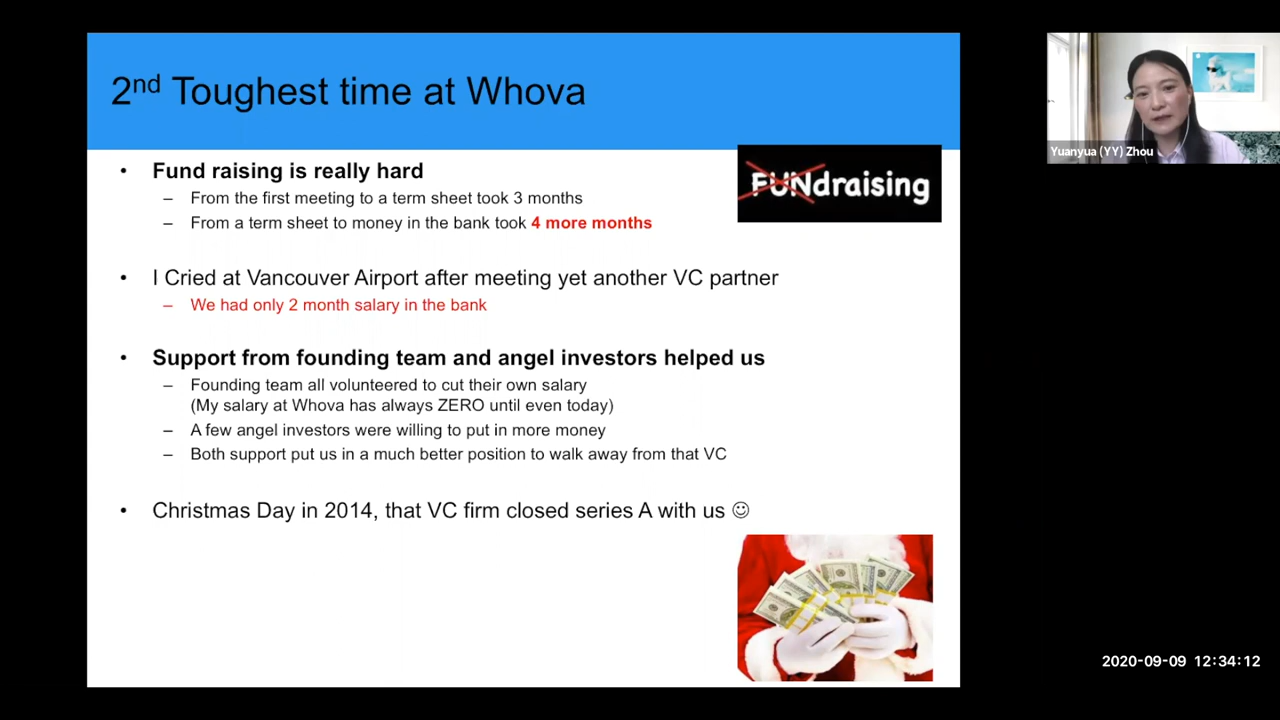 2nd Toughest time at Whova
• Fund raising is really hard
– From the first meeting to a term sheet took 3 months
– From a term sheet to money in the bank took 4 more months
FUNdraising
• I Cried at Vancouver Airport after meeting yet another VC partner
– We had only 2 month salary in the bank
• Support from founding team and angel investors helped us
– Founding team all volunteered to cut their own salary
(My salary at Whova has always ZERO until even today)
– A few angel investors were willing to put in more money
– Both support put us in a much better position to walk away from that VC
• Christmas Day in 2014, that VC firm closed series A with us ☺
Yuanyua (YY) Zhou
2020-09-09 12:34:12